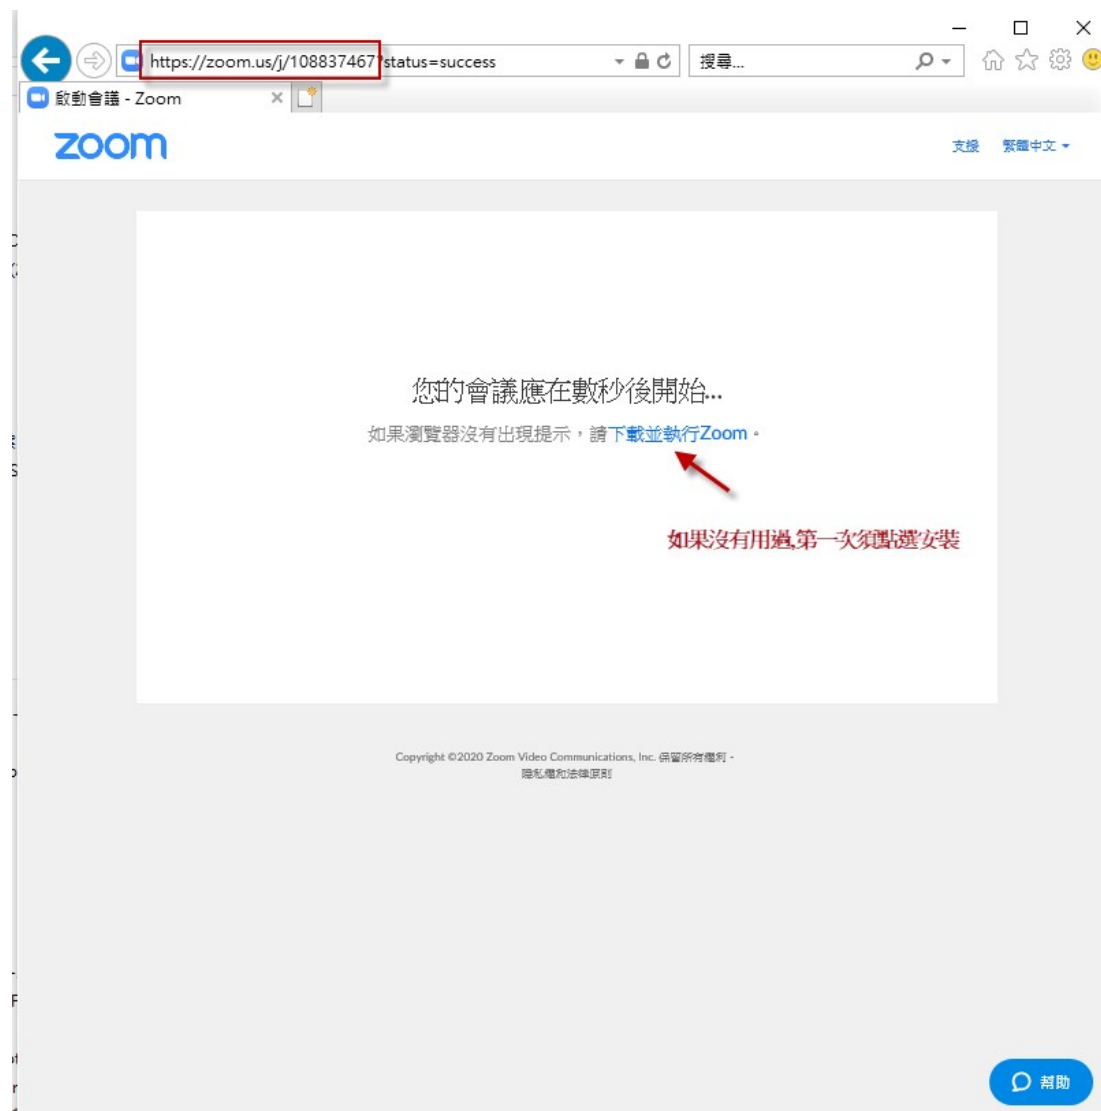 https://zoom.us/j/108837467?status=success
搜尋...
啟動會議 - Zoom
zoom
支援 繁體中文
您的會議應在數秒後開始...
如果瀏覽器沒有出現提示，請下載並執行Zoom。
如果沒有用過,第一次須點選安裝
Copyright ©2020 Zoom Video Communications, Inc. 保留所有權利。
隱私權和法律原則
幫助